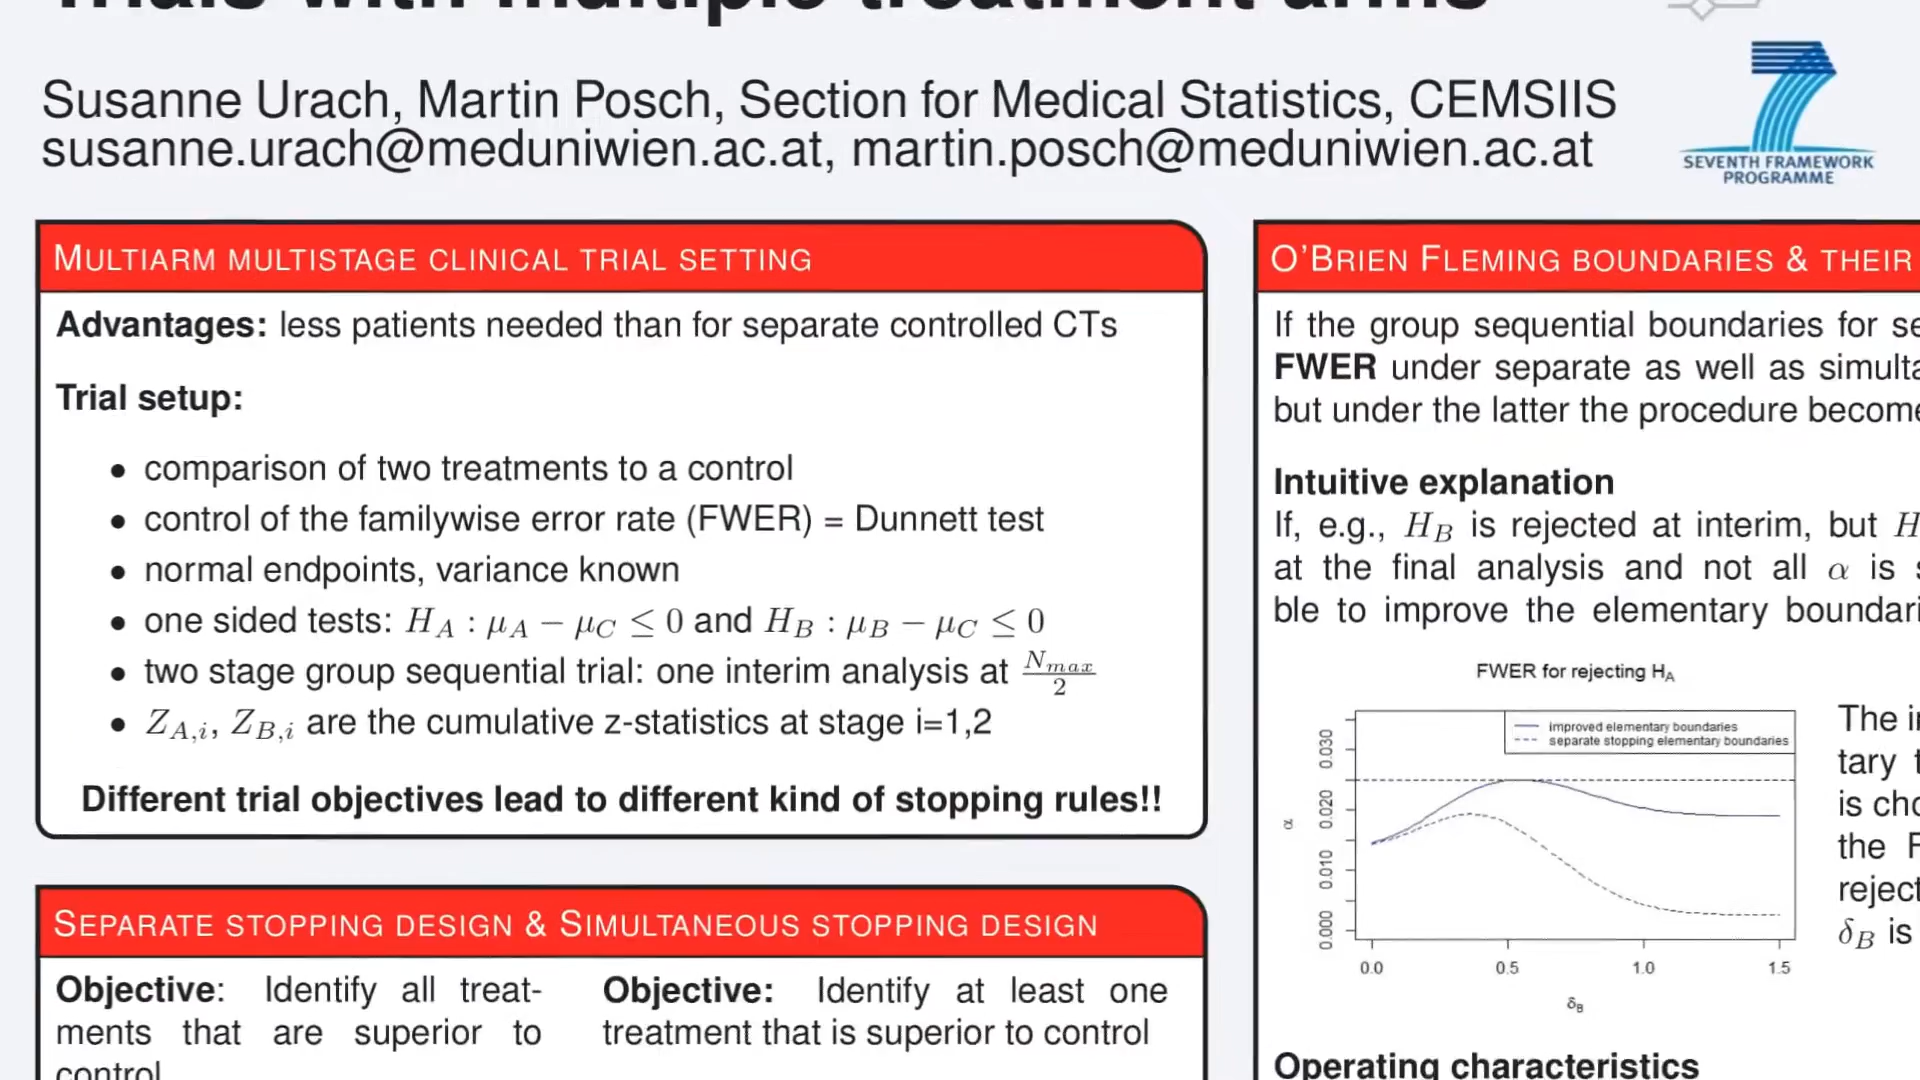 Trials with multiple treatment arms
Susanne Urach, Martin Posch, Section for Medical Statistics, CEMSIIS
susanne.urach@meduniwien.ac.at, martin.posch@meduniwien.ac.at
SEVENTH FRAMEWORK
PROGRAMME
MULTIARM MULTISTAGE CLINICAL TRIAL SETTING
Advantages: less patients needed than for separate controlled CTs
Trial setup:
• comparison of two treatments to a control
• control of the familywise error rate (FWER) = Dunnett test
• normal endpoints, variance known
• one sided tests: H_A : μ_A − μ_C ≤ 0 and H_B : μ_B − μ_C ≤ 0
• two stage group sequential trial: one interim analysis at N_max/2
• Z_A,i, Z_B,i are the cumulative z-statistics at stage i=1,2
Different trial objectives lead to different kind of stopping rules!!
SEPARATE STOPPING DESIGN & SIMULTANEOUS STOPPING DESIGN
Objective: Identify all treat-
ments that are superior to
control
Objective: Identify at least one
treatment that is superior to control
O'BRIEN FLEMING BOUNDARIES & THEIR
If the group sequential boundaries for se
FWER under separate as well as simulta
but under the latter the procedure become
Intuitive explanation
If, e.g., H_B is rejected at interim, but H
at the final analysis and not all α is s
ble to improve the elementary boundari
FWER for rejecting H_A
improved elementary boundaries
separate stopping elementary boundaries
0.030
0.020
0.010
0.000
α
0.0 0.5 1.0 1.5
δ_B
The i
tary t
is cho
the F
reject
δ_B is
Operating characteristics